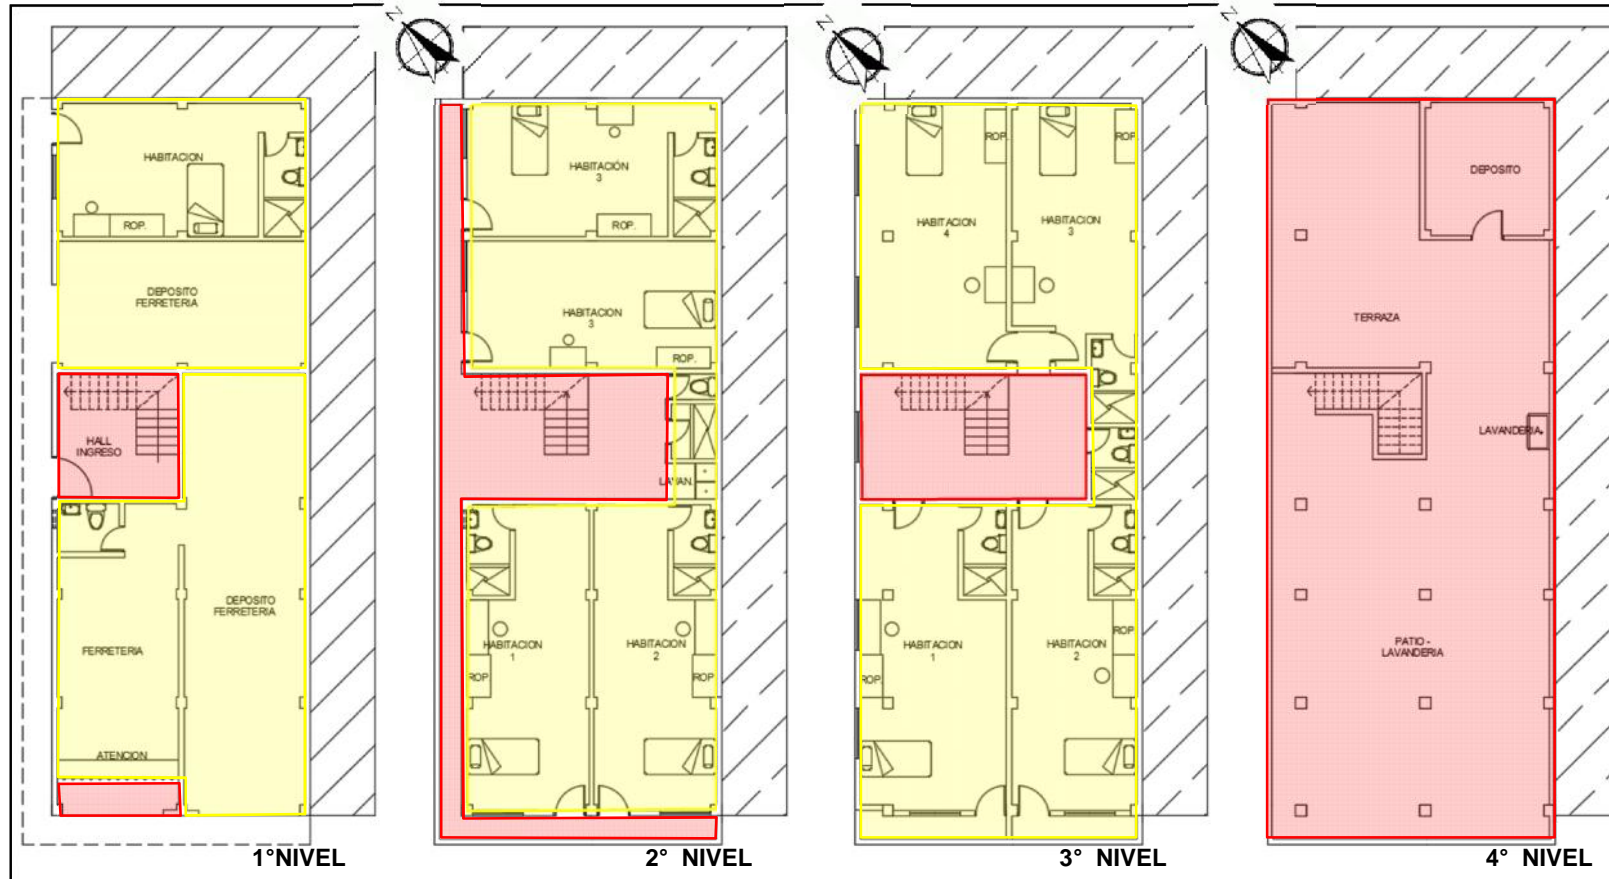 N
N
N
HABITACION
ROP.
DEPOSITO
FERRETERIA
HALL
INGRESO
DEPOSITO
FERRETERIA
FERRETERIA
ATENCION
1°NIVEL
HABITACIÓN
3
ROP.
HABITACION
3
ROP.
LAVAN.
HABITACION
1
ROP
HABITACION
2
ROP
2° NIVEL
ROP.
ROP.
HABITACION
4
HABITACION
3
HABITACION
1
ROP.
HABITACION
2
ROP
3° NIVEL
DEPOSITO
TERRAZA
LAVANDERIA
PATIO -
LAVANDERIA
4° NIVEL